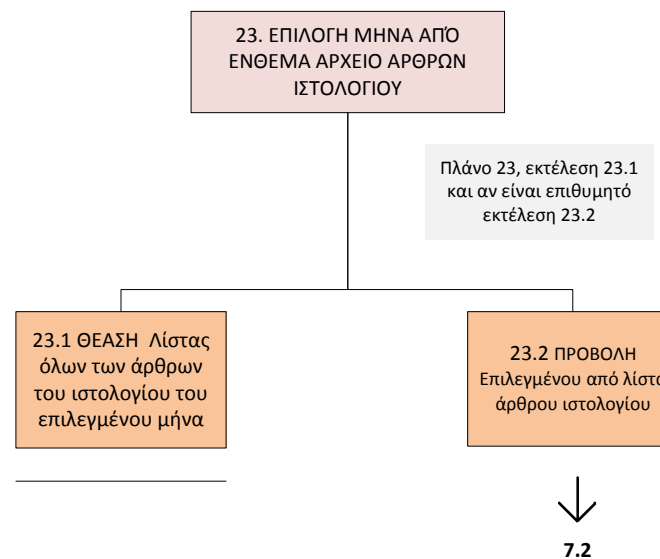 23. ΕΠΙΛΟΓΗ ΜΗΝΑ ΑΠΌ
ΕΝΘΕΜΑ ΑΡΧΕΙΟ ΑΡΘΡΩΝ
ΙΣΤΟΛΟΓΙΟΥ
Πλάνο 23, εκτέλεση 23.1
και αν είναι επιθυμητό
εκτέλεση 23.2
23.1 ΘΕΑΣΗ Λίστας
όλων των άρθρων
του ιστολογίου του
επιλεγμένου μήνα
23.2 ΠΡΟΒΟΛΗ
Επιλεγμένου από λίστα
άρθρου ιστολογίου
7.2